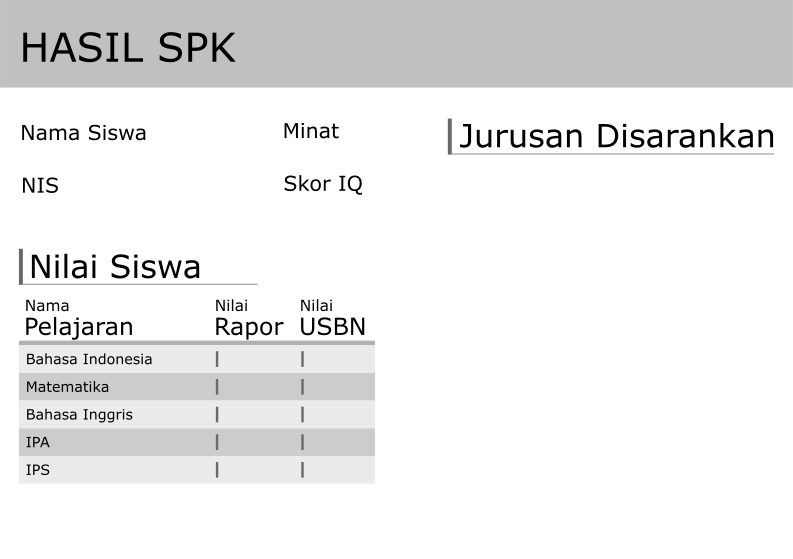 HASIL SPK
Nama Siswa
Minat
NIS
Skor IQ
Jurusan Disarankan
Nilai Siswa
Nama Pelajaran
Nilai Rapor
Nilai USBN
Bahasa Indonesia
Matematika
Bahasa Inggris
IPA
IPS